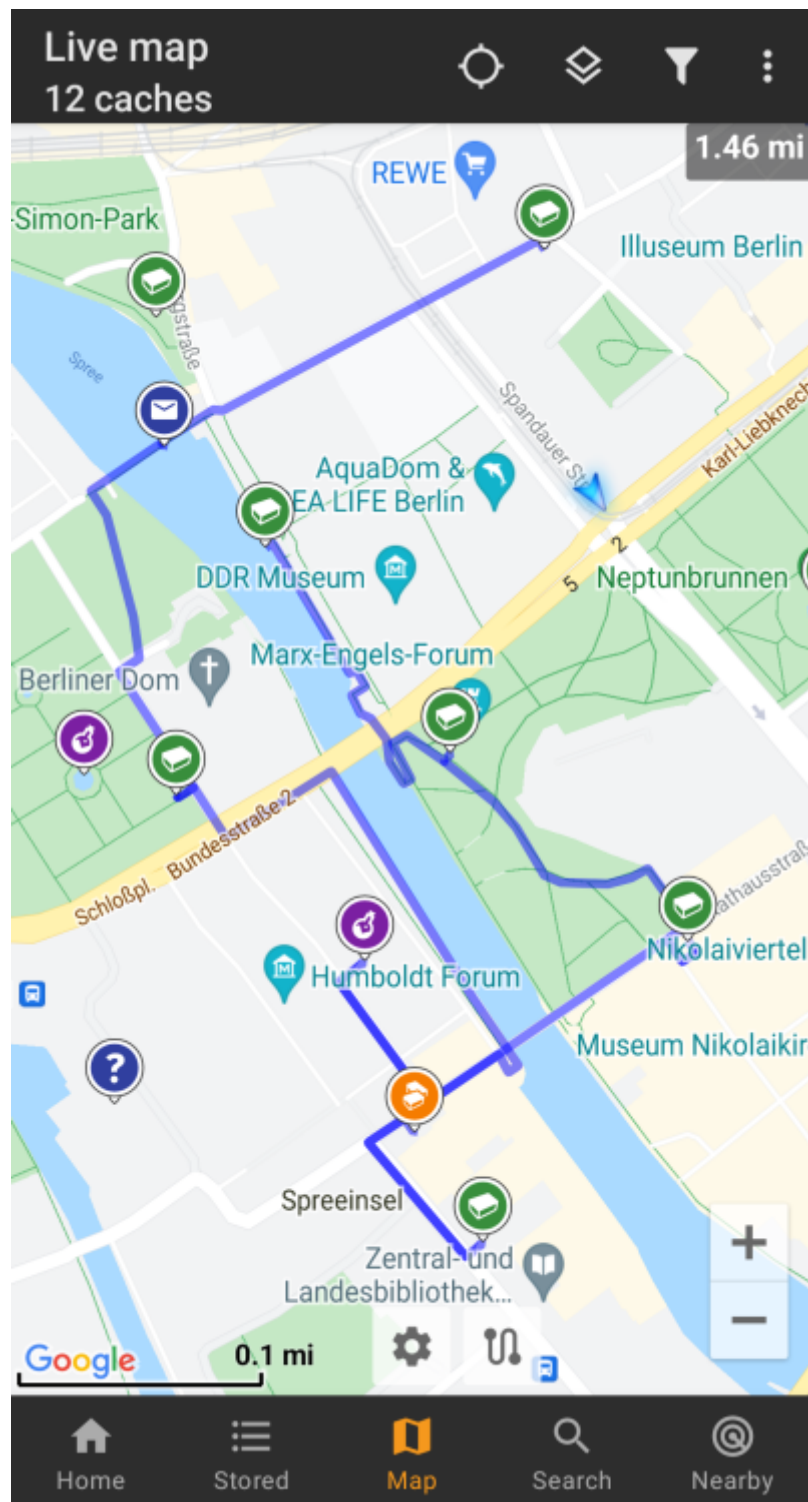 Live map
12 caches
1.46 mi
REWE
-Simon-Park
Illuseum Berlin
gstraße
Spree
Spandauer
Karl-Liebknech
AquaDom &
EA LIFE Berlin
2
DDR Museum
5
Neptunbrunnen
Marx-Engels-Forum
Berliner Dom
Schloßpl.
Bundesstraße 2
athausstraß
Nikolaiviertel
Humboldt Forum
Museum Nikolaikir
?
Spreeinsel
Zentral- und
Landesbibliothek...
Google
0.1 mi
+
−
Home
Stored
Map
Search
Nearby